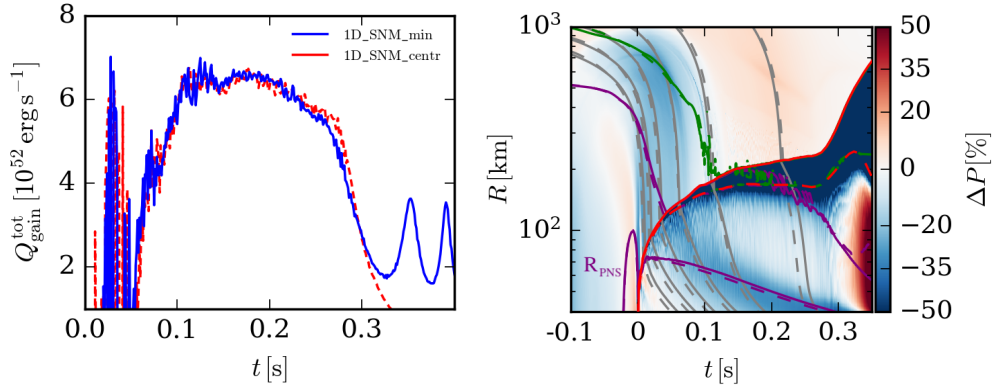 8
6
4
2
Q_gain^tot [10^52 erg s^−1]
1D_SNM_min
1D_SNM_centr
0.0
0.1
0.2
0.3
t [s]
10^3
10^2
R [km]
R_PNS
-0.1
0
0.1
0.2
0.3
t [s]
50
35
20
0
−20
−35
−50
ΔP[%]